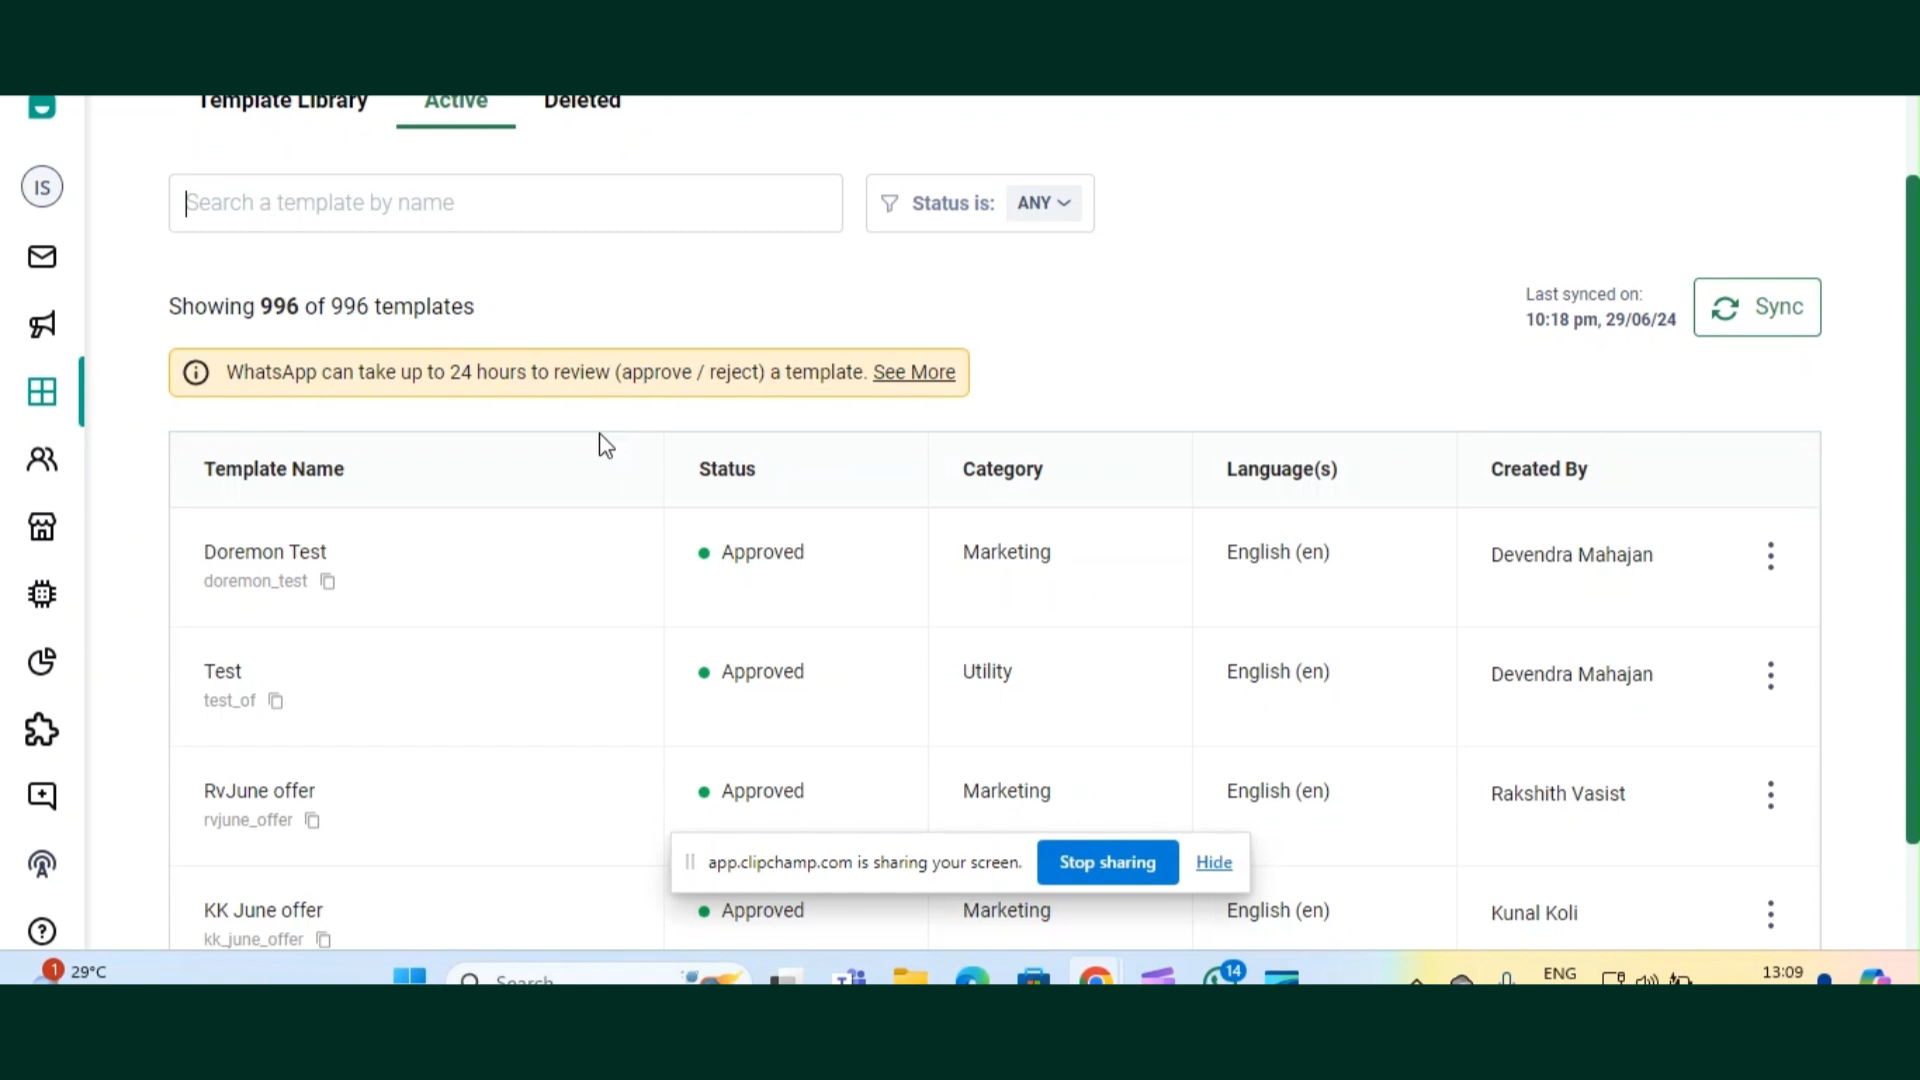 Template Library Active Deleted
IS
Search a template by name
Status is: ANY
Showing 996 of 996 templates
Last synced on:
10:18 pm, 29/06/24
Sync
WhatsApp can take up to 24 hours to review (approve / reject) a template. See More
Template Name Status Category Language(s) Created By
Doremon Test Approved Marketing English (en) Devendra Mahajan
doremon_test
Test Approved Utility English (en) Devendra Mahajan
test_of
RvJune offer Approved Marketing English (en) Rakshith Vasist
rvjune_offer
app.clipchamp.com is sharing your screen. Stop sharing Hide
KK June offer Approved Marketing English (en) Kunal Koli
kk_june_offer
1 29°C Search 14 ENG 13:09